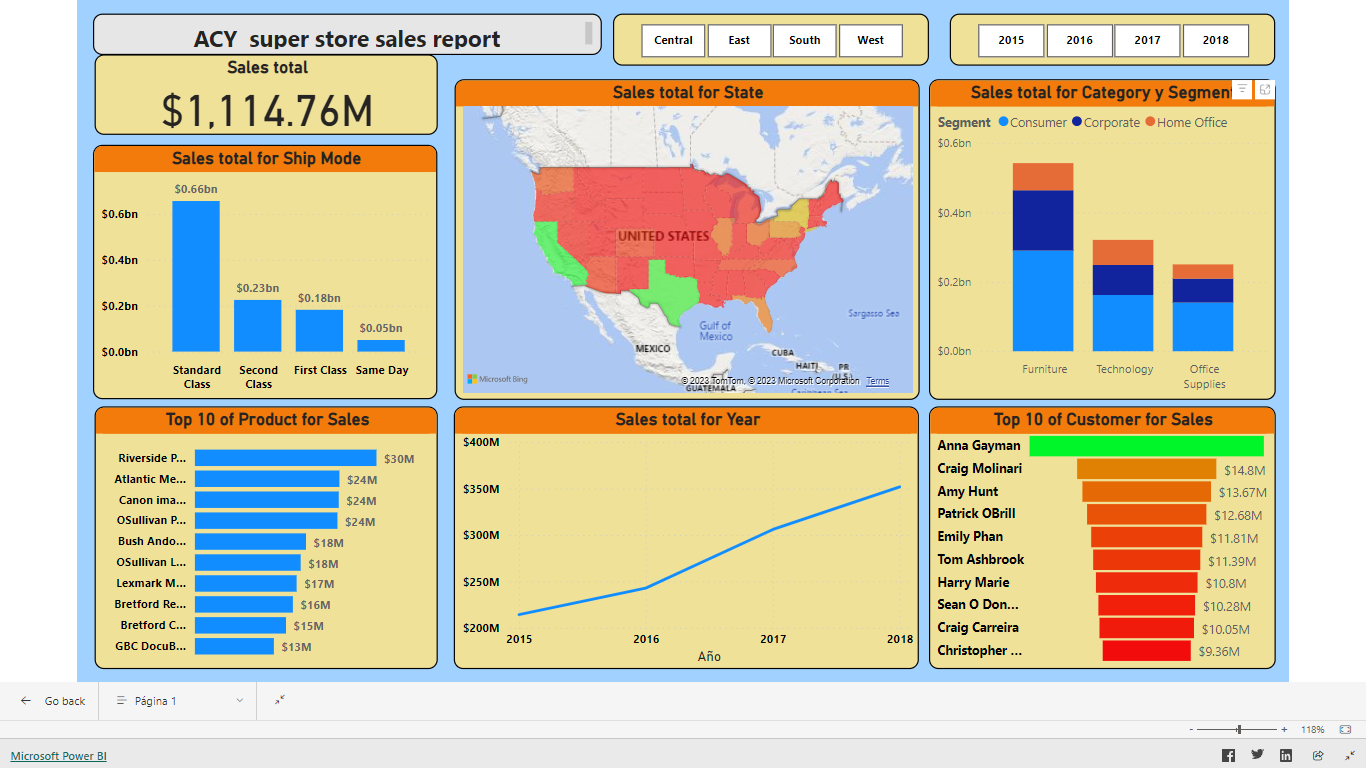 ACY super store sales report
Central East South West
2015 2016 2017 2018
Sales total
$1,114.76M
Sales total for Ship Mode
$0.6bn
$0.4bn
$0.2bn
$0.0bn
$0.66bn
$0.23bn
$0.18bn
$0.05bn
Standard Class
Second Class
First Class
Same Day
Sales total for State
UNITED STATES
MEXICO
Gulf of
Mexico
Sargasso Sea
CUBA
HAITI
PR
(U.S.)
GUATEMALA
Caribbean Sea
Microsoft Bing
© 2023 TomTom, © 2023 Microsoft Corporation Terms
Sales total for Category y Segment
Segment Consumer Corporate Home Office
$0.6bn
$0.4bn
$0.2bn
$0.0bn
Furniture
Technology
Office
Supplies
Top 10 of Product for Sales
Riverside P... $30M
Atlantic Me... $24M
Canon ima... $24M
OSullivan P... $24M
Bush Ando... $18M
OSullivan L... $18M
Lexmark M... $17M
Bretford Re... $16M
Bretford C... $15M
GBC DocuB... $13M
Sales total for Year
$400M
$350M
$300M
$250M
$200M
2015 2016 2017 2018
Año
Top 10 of Customer for Sales
Anna Gayman
Craig Molinari $14.8M
Amy Hunt $13.67M
Patrick OBrill $12.68M
Emily Phan $11.81M
Tom Ashbrook $11.39M
Harry Marie $10.8M
Sean O Don... $10.28M
Craig Carreira $10.05M
Christopher ... $9.36M
Go back
Página 1
- + 118%
Microsoft Power BI